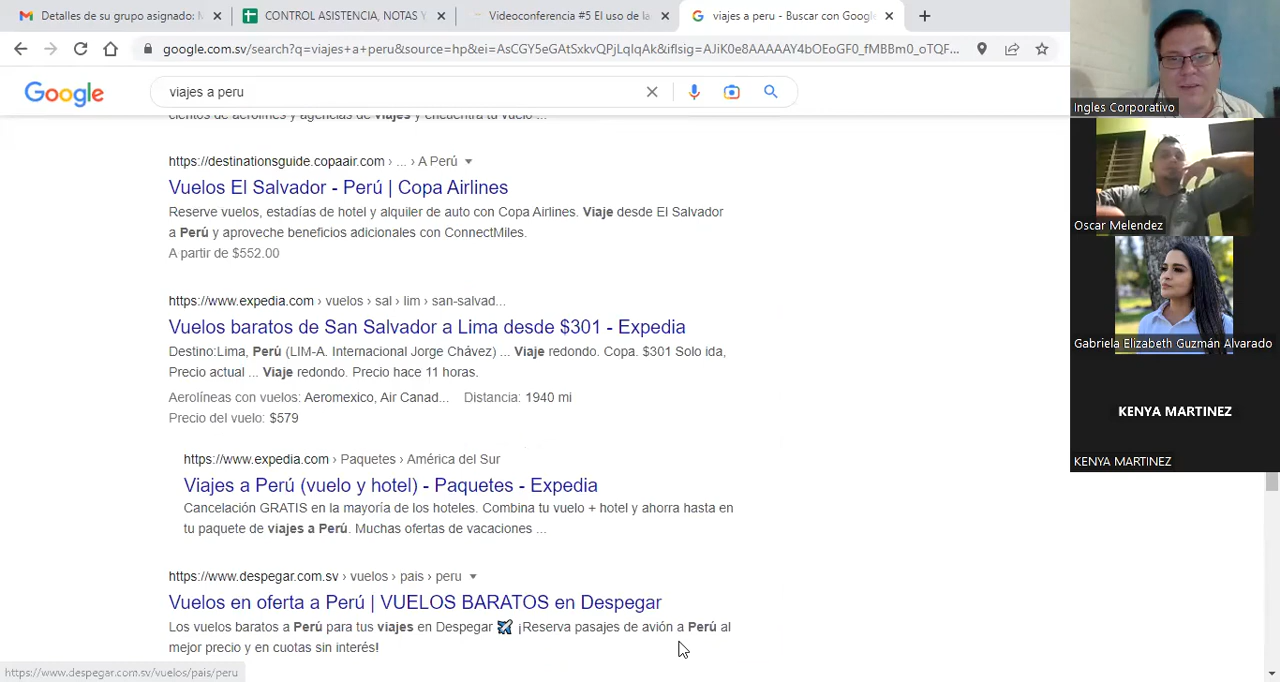 Detalles de su grupo asignado: N
CONTROL ASISTENCIA, NOTAS Y
Videoconferencia #5 El uso de la
viajes a peru - Buscar con Google
google.com.sv/search?q=viajes+a+peru&source=hp&ei=AsCGY5eGAtSxkvQPjLqIqAk&iflsig=AJiK0e8AAAAAY4bOEoGF0_fMBBm0_oTQF...
Google
viajes a peru
cientos de aerolines y agencias de viajes y encuentra tu vuelo ...
https://destinationsguide.copaair.com › ... › A Perú
Vuelos El Salvador - Perú | Copa Airlines
Reserve vuelos, estadías de hotel y alquiler de auto con Copa Airlines. Viaje desde El Salvador
a Perú y aproveche beneficios adicionales con ConnectMiles.
A partir de $552.00
https://www.expedia.com › vuelos › sal › lim › san-salvad...
Vuelos baratos de San Salvador a Lima desde $301 - Expedia
Destino:Lima, Perú (LIM-A. Internacional Jorge Chávez) ... Viaje redondo. Copa. $301 Solo ida,
Precio actual ... Viaje redondo. Precio hace 11 horas.
Aerolíneas con vuelos: Aeromexico, Air Canad... Distancia: 1940 mi
Precio del vuelo: $579
https://www.expedia.com › Paquetes › América del Sur
Viajes a Perú (vuelo y hotel) - Paquetes - Expedia
Cancelación GRATIS en la mayoría de los hoteles. Combina tu vuelo + hotel y ahorra hasta en
tu paquete de viajes a Perú. Muchas ofertas de vacaciones ...
https://www.despegar.com.sv › vuelos › pais › peru
Vuelos en oferta a Perú | VUELOS BARATOS en Despegar
Los vuelos baratos a Perú para tus viajes en Despegar ✈ ¡Reserva pasajes de avión a Perú al
mejor precio y en cuotas sin interés!
https://www.despegar.com.sv/vuelos/pais/peru
Ingles Corporativo
Oscar Melendez
Gabriela Elizabeth Guzmán Alvarado
KENYA MARTINEZ
KENYA MARTINEZ